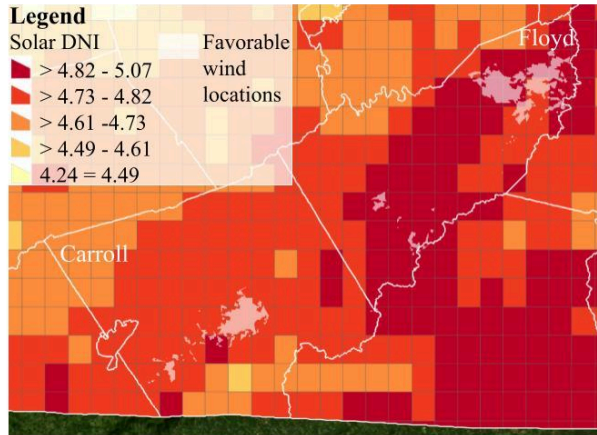 Legend
Solar DNI
> 4.82 - 5.07
> 4.73 - 4.82
> 4.61 -4.73
> 4.49 - 4.61
4.24 = 4.49
Favorable
wind
locations
Floyd
Carroll